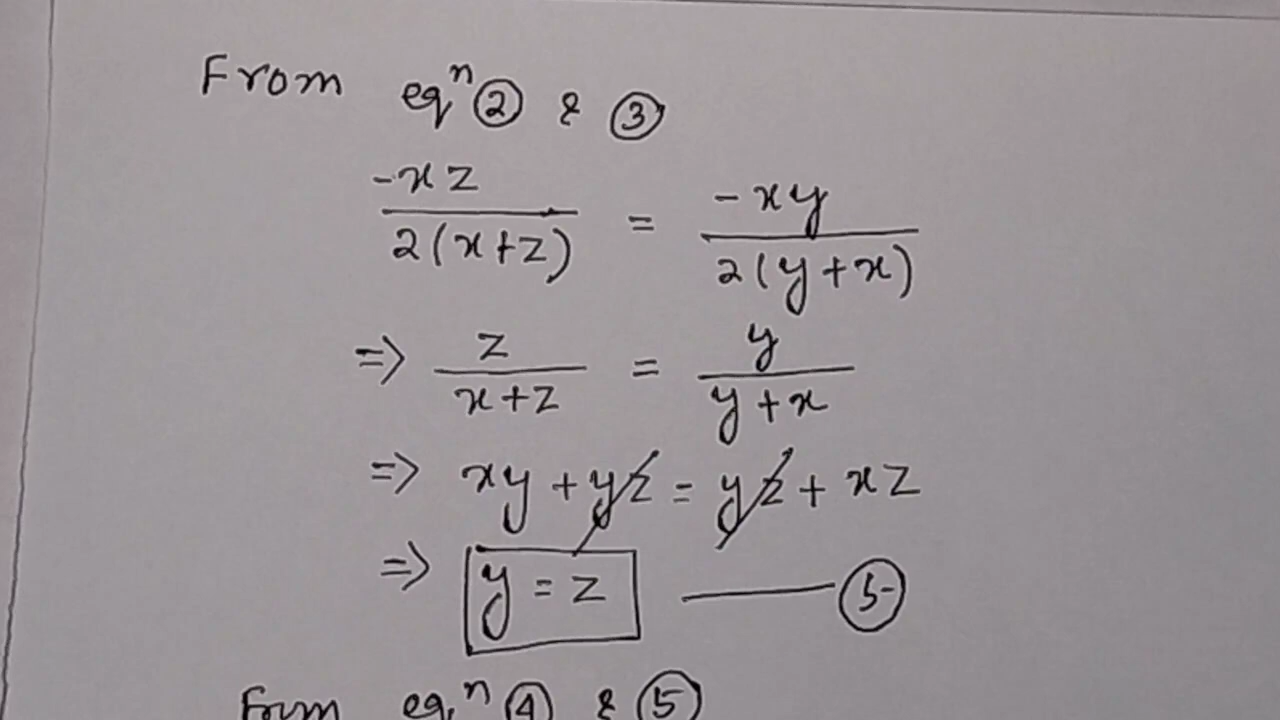 From eqⁿ ② & ③
-xz / 2(x+z) = -xy / 2(y+x)
=> z / x+z = y / y+x
=> xy + yz = yz + xz
=> y = z —— ⑤
From eqⁿ ④ & ⑤